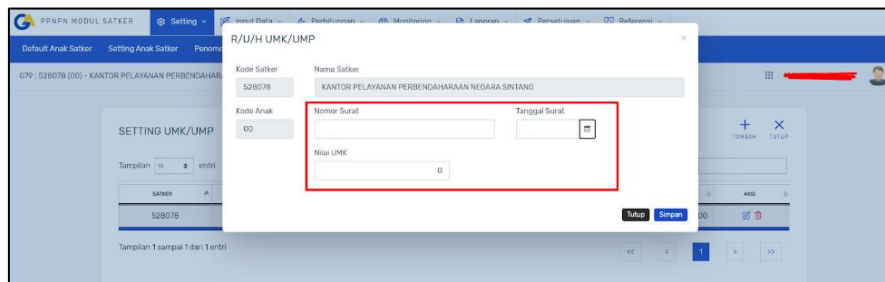 PPNPN MODUL SATKER
Setting
Input Data
Perhitungan
Monitoring
Laporan
Persetujuan
Referensi
Default Anak Satker
Setting Anak Satker
R/U/H UMK/UMP
079 : 528078 (00) - KANTOR PELAYANAN
Kode Satker
Nama Satker
528078
KANTOR PELAYANAN PERBENDAHARAAN NEGARA SINTANG
Kode Anak
Nomor Surat
Tanggal Surat
00
Nilai UMK
0
SETTING UMK/UMP
TAMBAH
TUTUP
Tampilan
entri
SATKER
AKSI
528078
00
Tutup
Simpan
Tampilan 1 sampai 1 dari 1 entri
<<
<
1
>
>>